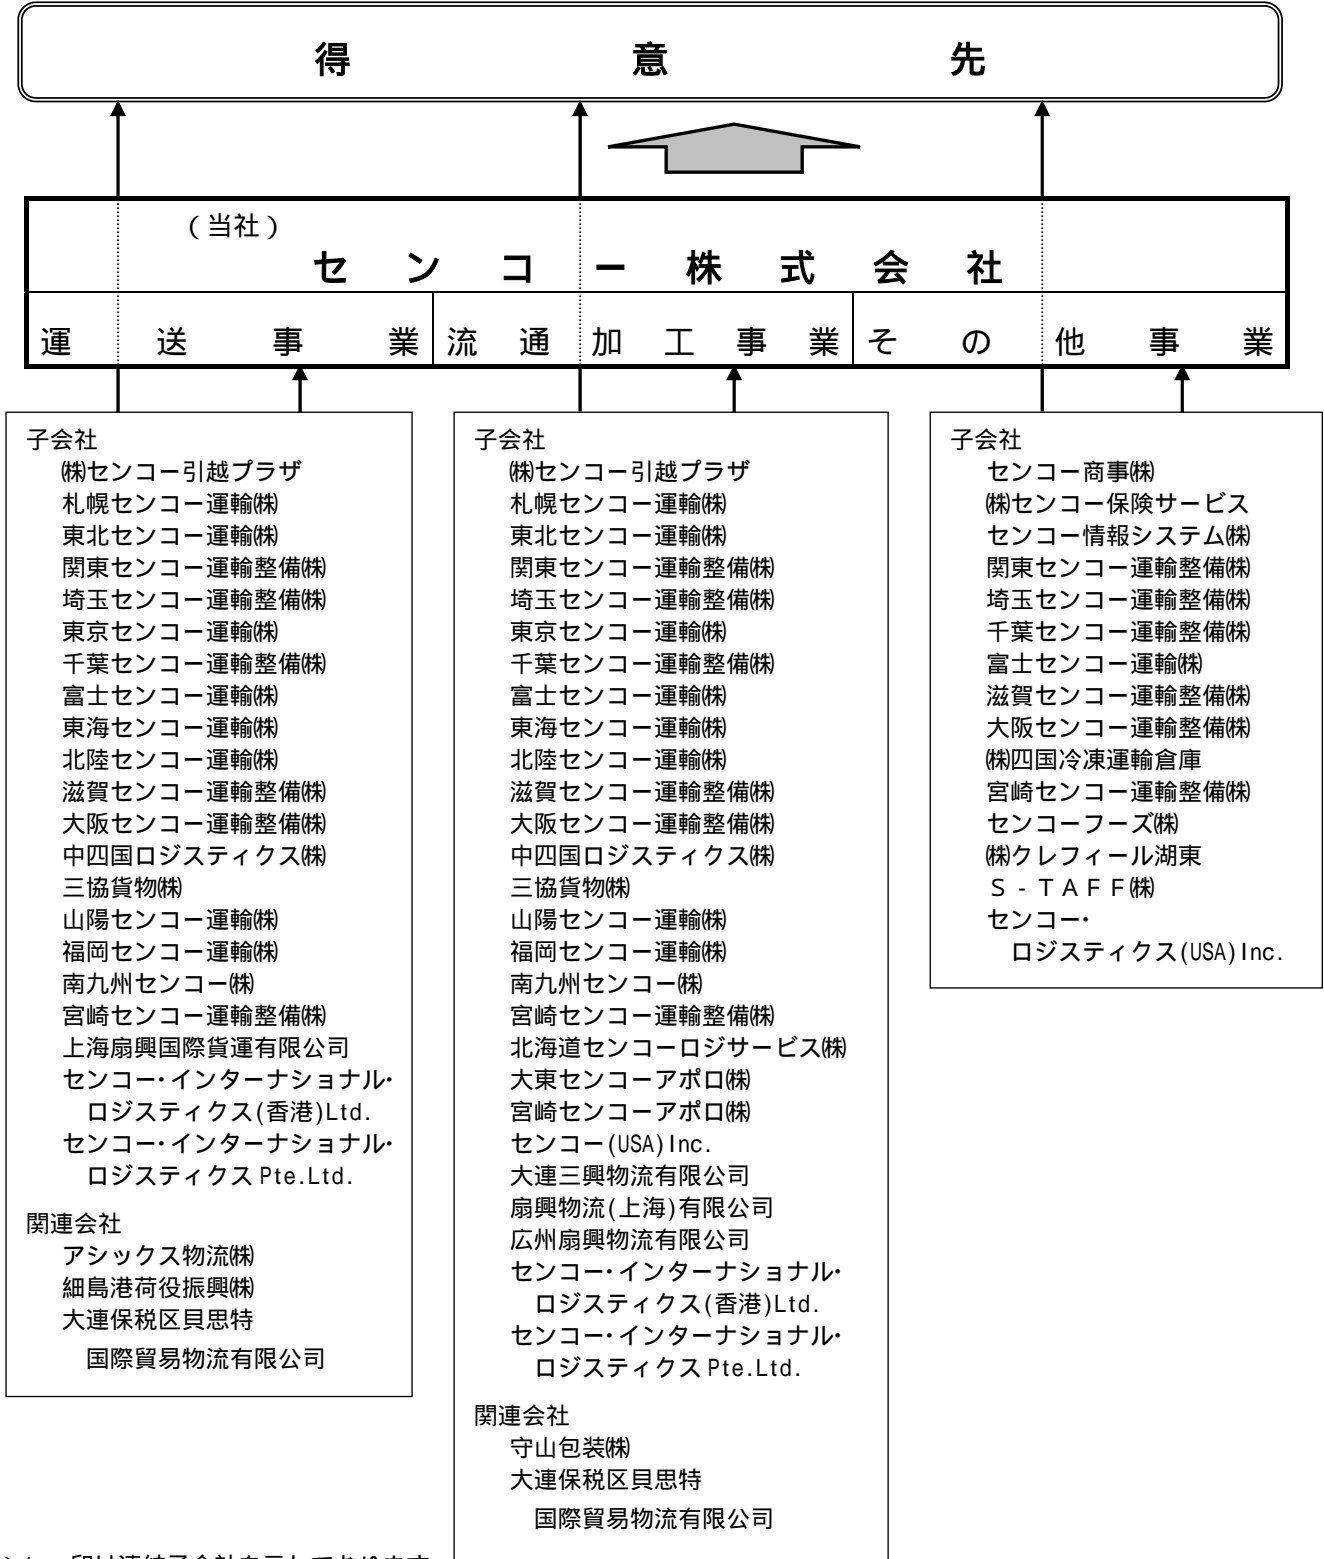 得意先
(当社)
センコー株式会社
運送事業
流通加工事業
その他事業
子会社
㈱センコー引越プラザ
札幌センコー運輸㈱
東北センコー運輸㈱
関東センコー運輸整備㈱
埼玉センコー運輸整備㈱
東京センコー運輸㈱
千葉センコー運輸整備㈱
富士センコー運輸㈱
東海センコー運輸㈱
北陸センコー運輸㈱
滋賀センコー運輸整備㈱
大阪センコー運輸整備㈱
中四国ロジスティクス㈱
三協貨物㈱
山陽センコー運輸㈱
福岡センコー運輸㈱
南九州センコー㈱
宮崎センコー運輸整備㈱
上海扇興国際貨運有限公司
センコー・インターナショナル・
ロジスティクス(香港)Ltd.
センコー・インターナショナル・
ロジスティクス Pte.Ltd.
関連会社
アシックス物流㈱
細島港荷役振興㈱
大連保税区貝思特
国際貿易物流有限公司
子会社
㈱センコー引越プラザ
札幌センコー運輸㈱
東北センコー運輸㈱
関東センコー運輸整備㈱
埼玉センコー運輸整備㈱
東京センコー運輸㈱
千葉センコー運輸整備㈱
富士センコー運輸㈱
東海センコー運輸㈱
北陸センコー運輸㈱
滋賀センコー運輸整備㈱
大阪センコー運輸整備㈱
中四国ロジスティクス㈱
三協貨物㈱
山陽センコー運輸㈱
福岡センコー運輸㈱
南九州センコー㈱
宮崎センコー運輸整備㈱
北海道センコーロジサービス㈱
大東センコーアポロ㈱
宮崎センコーアポロ㈱
センコー(USA)Inc.
大連三興物流有限公司
扇興物流(上海)有限公司
広州扇興物流有限公司
センコー・インターナショナル・
ロジスティクス(香港)Ltd.
センコー・インターナショナル・
ロジスティクス Pte.Ltd.
関連会社
守山包装㈱
大連保税区貝思特
国際貿易物流有限公司
子会社
センコー商事㈱
㈱センコー保険サービス
センコー情報システム㈱
関東センコー運輸整備㈱
埼玉センコー運輸整備㈱
千葉センコー運輸整備㈱
富士センコー運輸㈱
滋賀センコー運輸整備㈱
大阪センコー運輸整備㈱
㈱四国冷凍運輸倉庫
宮崎センコー運輸整備㈱
センコーフーズ㈱
㈱クレフィール湖東
S-TAFF㈱
センコー・
ロジスティクス(USA)Inc.